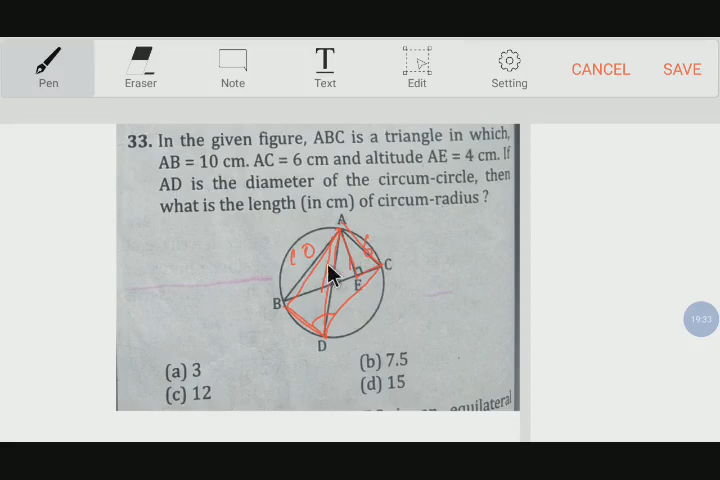 Pen
Eraser
Note
Text
Edit
Setting
CANCEL
SAVE
33. In the given figure, ABC is a triangle in which,
AB = 10 cm. AC = 6 cm and altitude AE = 4 cm. If
AD is the diameter of the circum-circle, then
what is the length (in cm) of circum-radius ?
A
10
6
C
E
B
D
(a) 3
(b) 7.5
(c) 12
(d) 15
equilateral
19:33